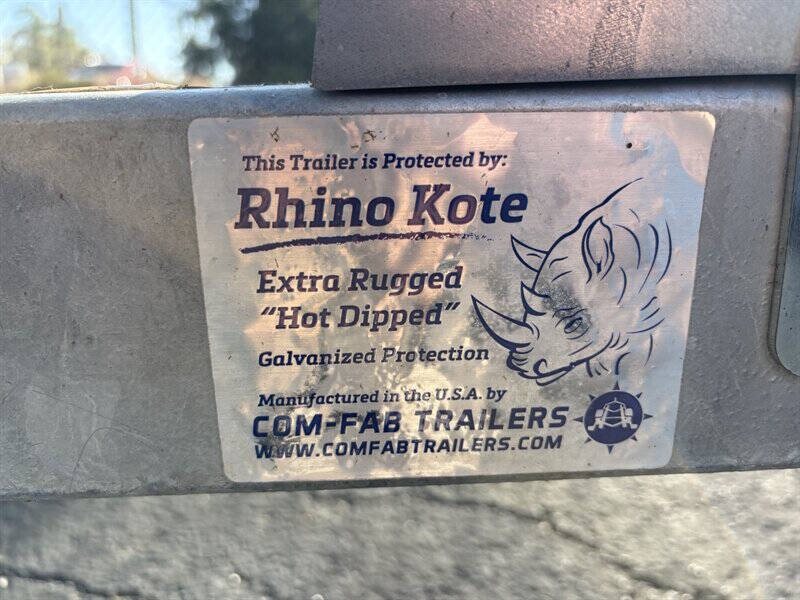 This Trailer is Protected by:
Rhino Kote
Extra Rugged
“Hot Dipped”
Galvanized Protection
Manufactured in the U.S.A. by
COM-FAB TRAILERS
WWW.COMFABTRAILERS.COM